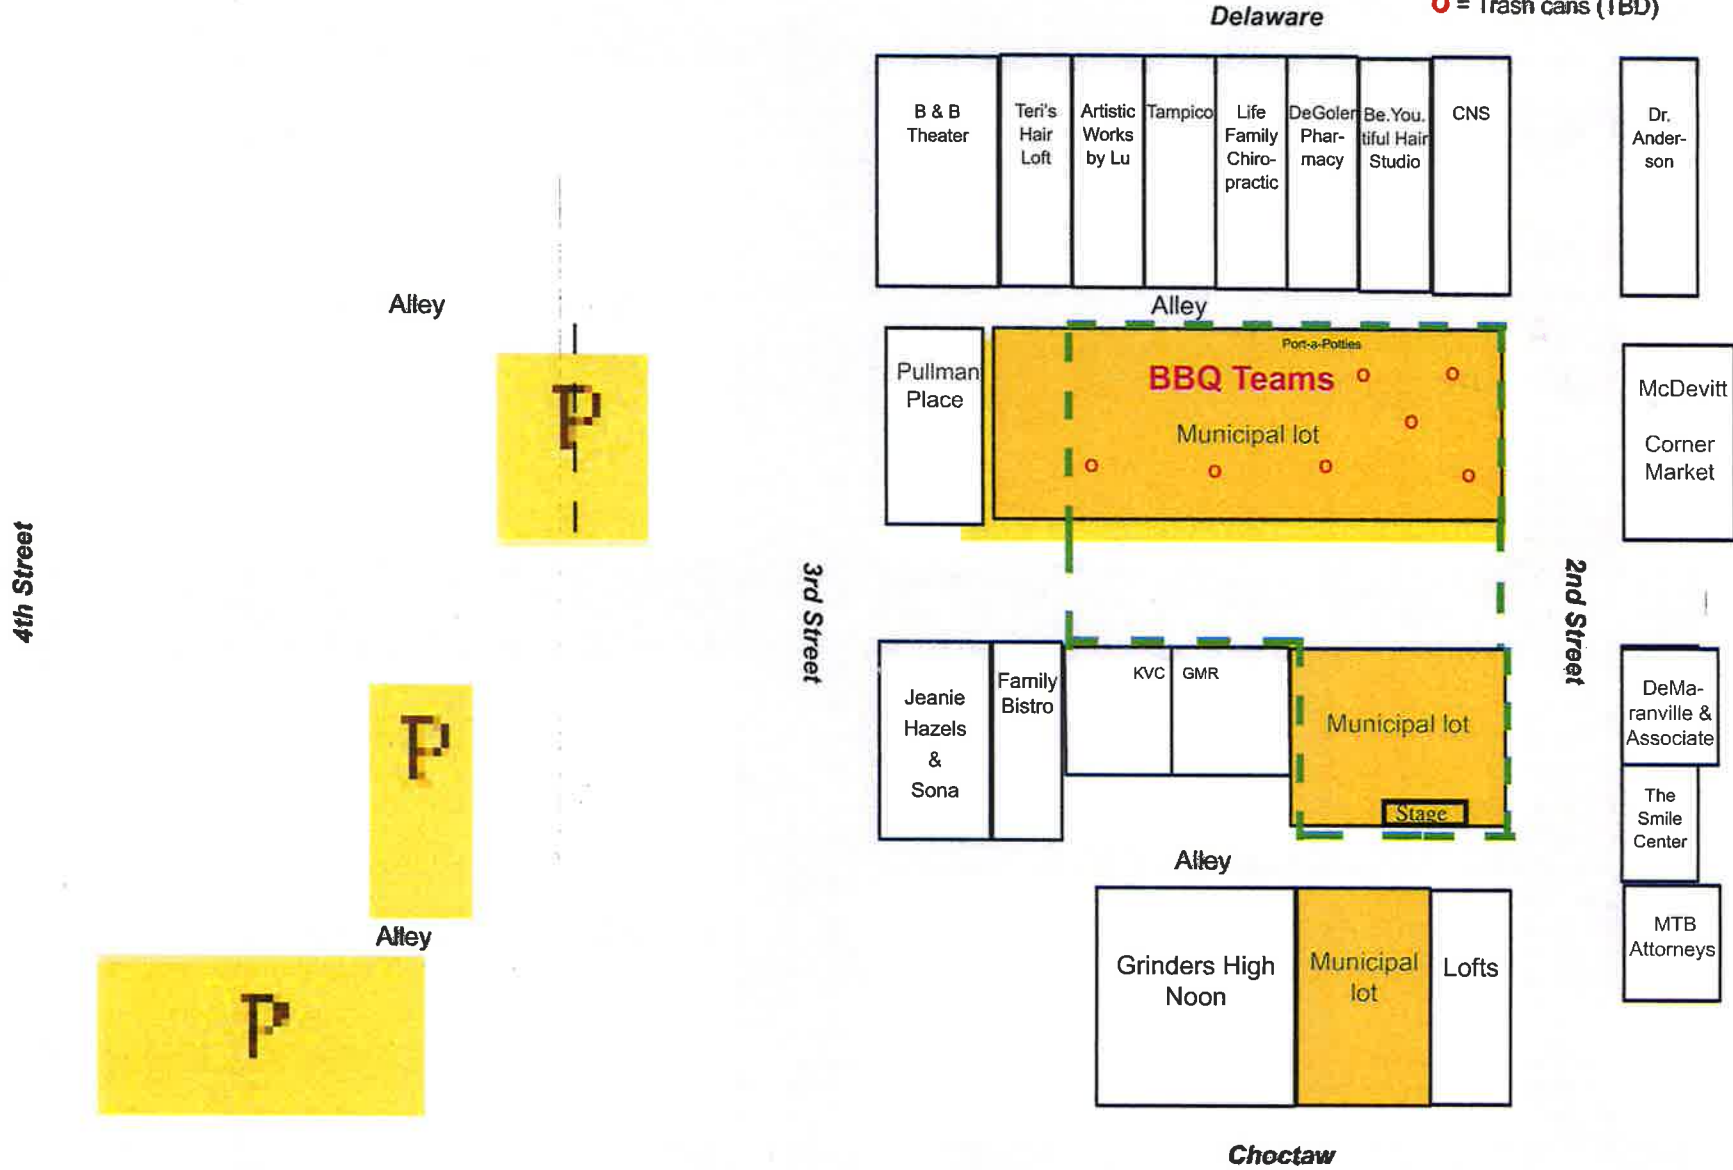 Delaware
o = Trash cans (TBD)
B & B
Theater
Teri's
Hair
Loft
Artistic
Works
by Lu
Tampico
Life
Family
Chiro-
practic
DeGoler
Phar-
macy
Be.You.
tiful Hair
Studio
CNS
Dr.
Ander-
son
Alley
Alley
Pullman
Place
Port-a-Potties
BBQ Teams
Municipal lot
McDevitt
Corner
Market
P
4th Street
3rd Street
2nd Street
Jeanie
Hazels
&
Sona
Family
Bistro
KVC
GMR
Municipal lot
Stage
DeMa-
ranville &
Associate
The
Smile
Center
P
Alley
Alley
MTB
Attorneys
Grinders High
Noon
Municipal
lot
Lofts
P
Choctaw